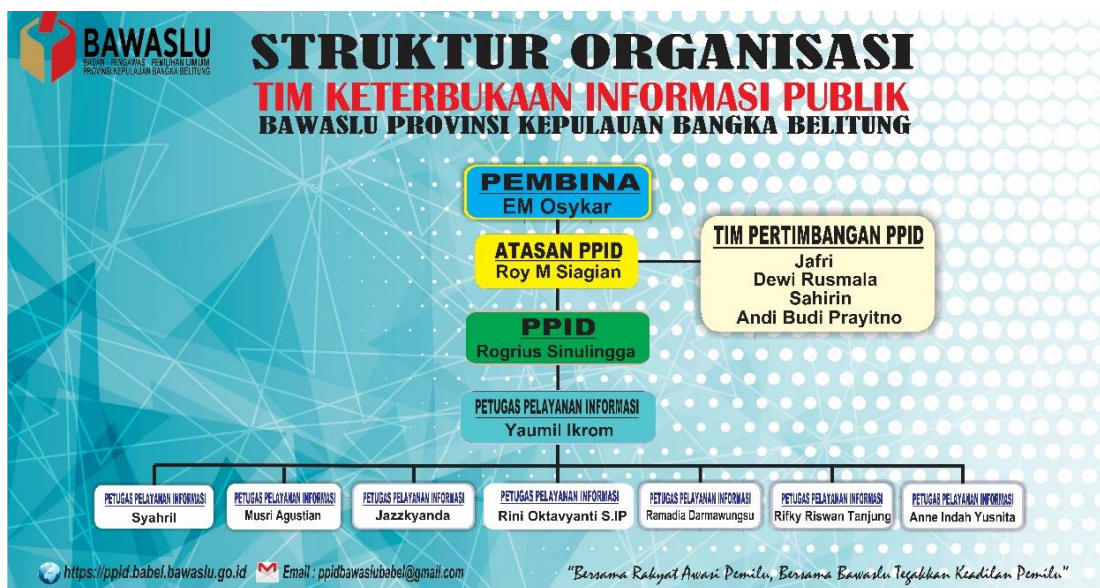 BAWASLU
BADAN PENGAWAS PEMILIHAN UMUM
PROVINSI KEPULAUAN BANGKA BELITUNG
STRUKTUR ORGANISASI
TIM KETERBUKAAN INFORMASI PUBLIK
BAWASLU PROVINSI KEPULAUAN BANGKA BELITUNG
PEMBINA
EM Osykar
ATASAN PPID
Roy M Siagian
TIM PERTIMBANGAN PPID
Jafri
Dewi Rusmala
Sahirin
Andi Budi Prayitno
PPID
Rogrius Sinulingga
PETUGAS PELAYANAN INFORMASI
Yaumil Ikrom
PETUGAS PELAYANAN INFORMASI
Syahril
PETUGAS PELAYANAN INFORMASI
Musri Agustian
PETUGAS PELAYANAN INFORMASI
Jazzkyanda
PETUGAS PELAYANAN INFORMASI
Rini Oktavyanti S.IP
PETUGAS PELAYANAN INFORMASI
Ramadia Darmawungsu
PETUGAS PELAYANAN INFORMASI
Rifky Riswan Tanjung
PETUGAS PELAYANAN INFORMASI
Anne Indah Yusnita
https://ppid.babel.bawaslu.go.id
Email : ppidbawaslubabel@gmail.com
"Bersama Rakyat Awasi Pemilu, Bersama Bawaslu Tegakkan Keadilan Pemilu"